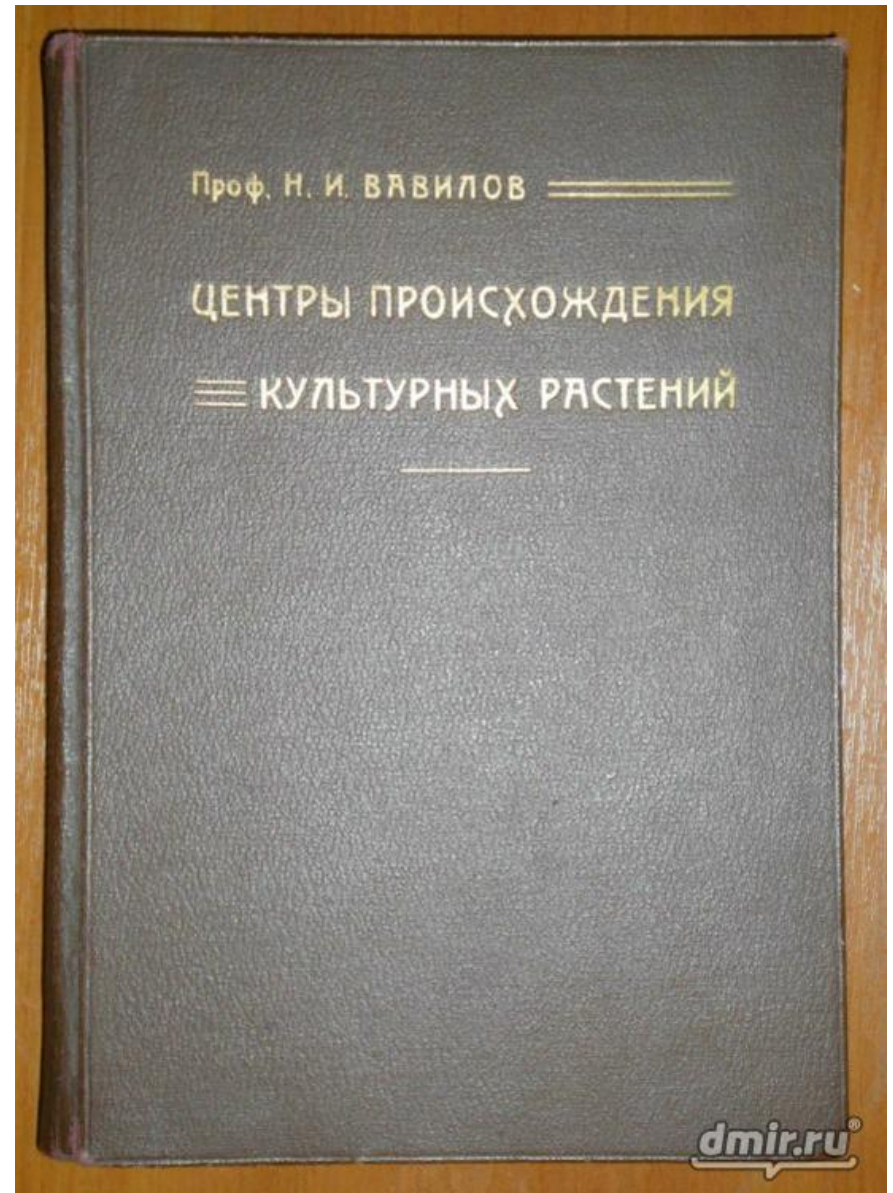 Проф. Н. И. ВАВИЛОВ
ЦЕНТРЫ ПРОИСХОЖДЕНИЯ
КУЛЬТУРНЫХ РАСТЕНИЙ
dmir.ru®